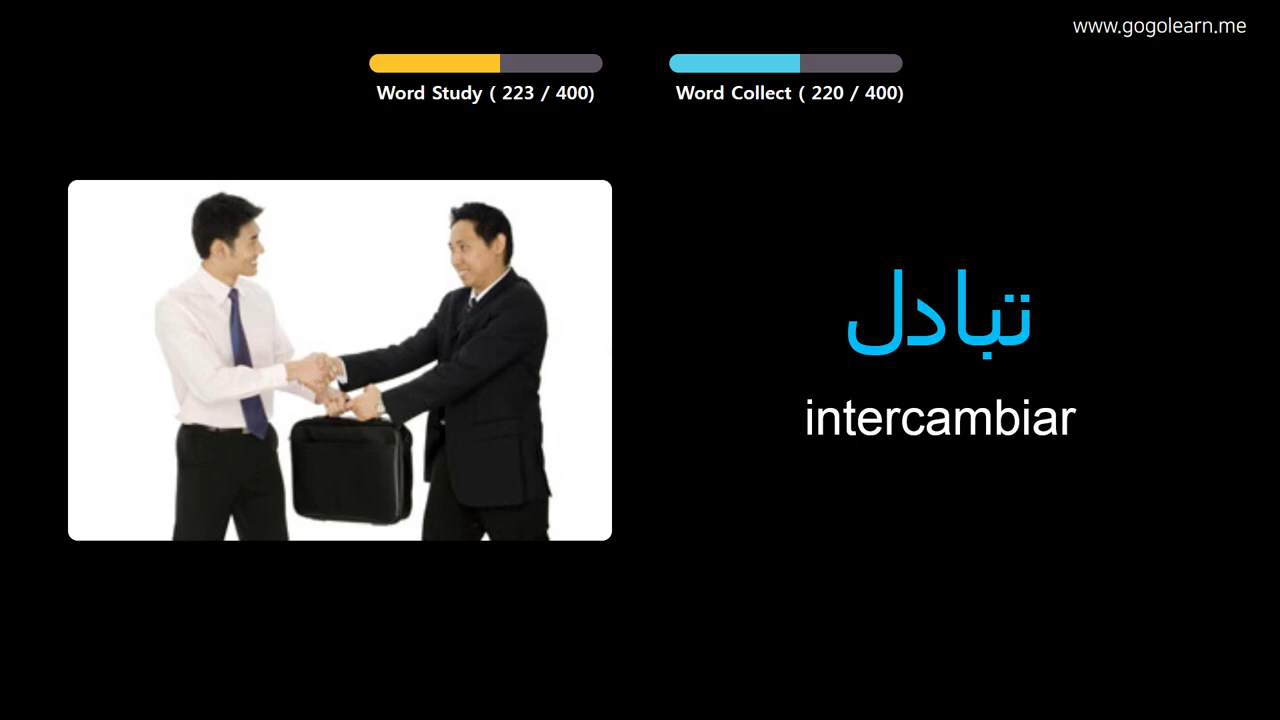 www.gogolearn.me
Word Study ( 223 / 400)
Word Collect ( 220 / 400)
تبادل
intercambiar